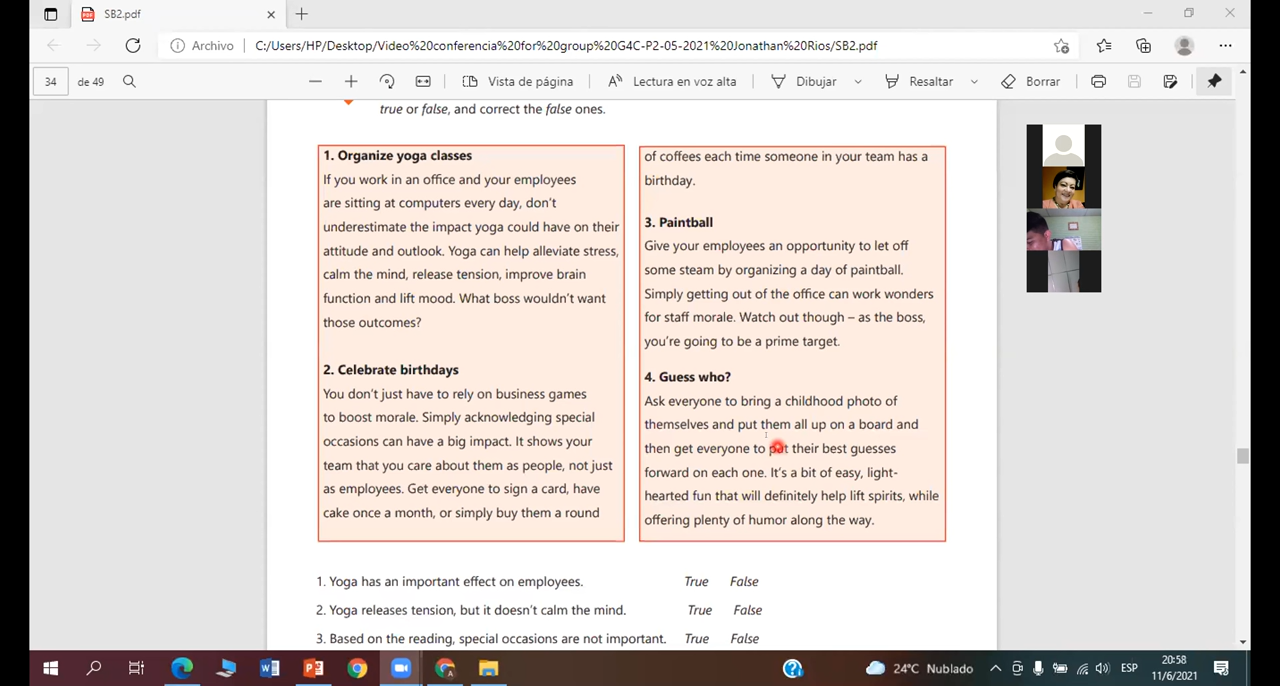 SB2.pdf
Archivo
C:/Users/HP/Desktop/Video%20conferencia%20for%20group%20G4C-P2-05-2021%20Jonathan%20Rios/SB2.pdf
34
de 49
Vista de página
Lectura en voz alta
Dibujar
Resaltar
Borrar
true or false, and correct the false ones.
1. Organize yoga classes
If you work in an office and your employees
are sitting at computers every day, don't
underestimate the impact yoga could have on their
attitude and outlook. Yoga can help alleviate stress,
calm the mind, release tension, improve brain
function and lift mood. What boss wouldn't want
those outcomes?
2. Celebrate birthdays
You don't just have to rely on business games
to boost morale. Simply acknowledging special
occasions can have a big impact. It shows your
team that you care about them as people, not just
as employees. Get everyone to sign a card, have
cake once a month, or simply buy them a round
of coffees each time someone in your team has a
birthday.
3. Paintball
Give your employees an opportunity to let off
some steam by organizing a day of paintball.
Simply getting out of the office can work wonders
for staff morale. Watch out though – as the boss,
you're going to be a prime target.
4. Guess who?
Ask everyone to bring a childhood photo of
themselves and put them all up on a board and
then get everyone to put their best guesses
forward on each one. It's a bit of easy, light-
hearted fun that will definitely help lift spirits, while
offering plenty of humor along the way.
1. Yoga has an important effect on employees. True False
2. Yoga releases tension, but it doesn't calm the mind. True False
3. Based on the reading, special occasions are not important. True False
24°C Nublado
ESP
20:58
11/6/2021